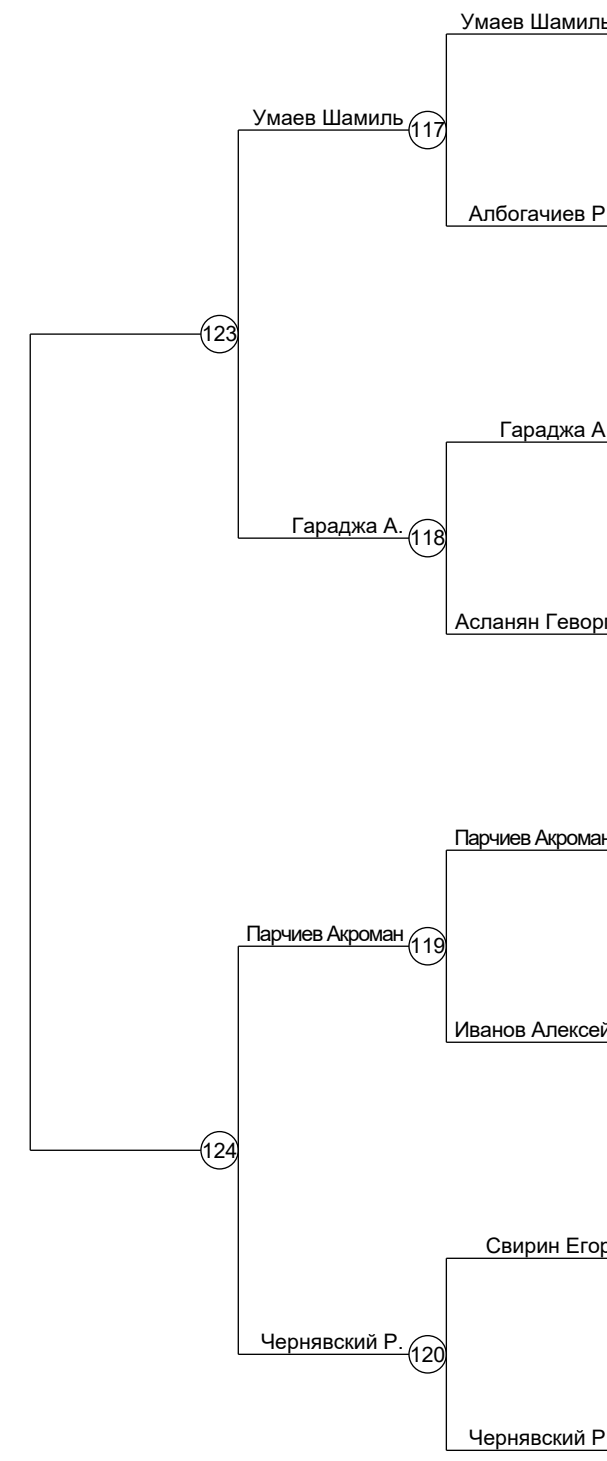 Умаев Шамиль
Умаев Шамиль
117
Албогачиев Р
123
Гараджа А
Гараджа А.
118
Асланян Геворг
Парчиев Акроман
Парчиев Акроман
119
Иванов Алексей
124
Свирин Егор
Чернявский Р.
120
Чернявский Р